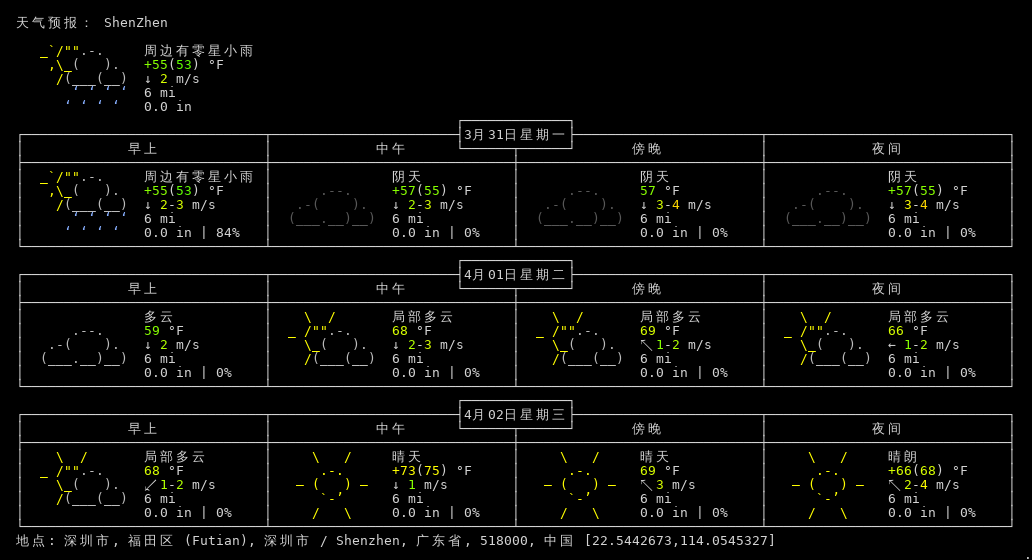 天气预报： ShenZhen
周边有零星小雨
+55(53) °F
↓ 2 m/s
6 mi
0.0 in
3月31日星期一
早上 中午 傍晚 夜间
周边有零星小雨 阴天 阴天 阴天
+55(53) °F +57(55) °F 57 °F +57(55) °F
↓ 2-3 m/s ↓ 2-3 m/s ↓ 3-4 m/s ↓ 3-4 m/s
6 mi 6 mi 6 mi 6 mi
0.0 in | 84% 0.0 in | 0% 0.0 in | 0% 0.0 in | 0%
4月01日星期二
早上 中午 傍晚 夜间
多云 局部多云 局部多云 局部多云
59 °F 68 °F 69 °F 66 °F
↓ 2 m/s ↓ 2-3 m/s ↖ 1-2 m/s ← 1-2 m/s
6 mi 6 mi 6 mi 6 mi
0.0 in | 0% 0.0 in | 0% 0.0 in | 0% 0.0 in | 0%
4月02日星期三
早上 中午 傍晚 夜间
局部多云 晴天 晴天 晴朗
68 °F +73(75) °F 69 °F +66(68) °F
↙ 1-2 m/s ↓ 1 m/s ↖ 3 m/s ↖ 2-4 m/s
6 mi 6 mi 6 mi 6 mi
0.0 in | 0% 0.0 in | 0% 0.0 in | 0% 0.0 in | 0%
地点: 深圳市, 福田区 (Futian), 深圳市 / Shenzhen, 广东省, 518000, 中国 [22.5442673,114.0545327]